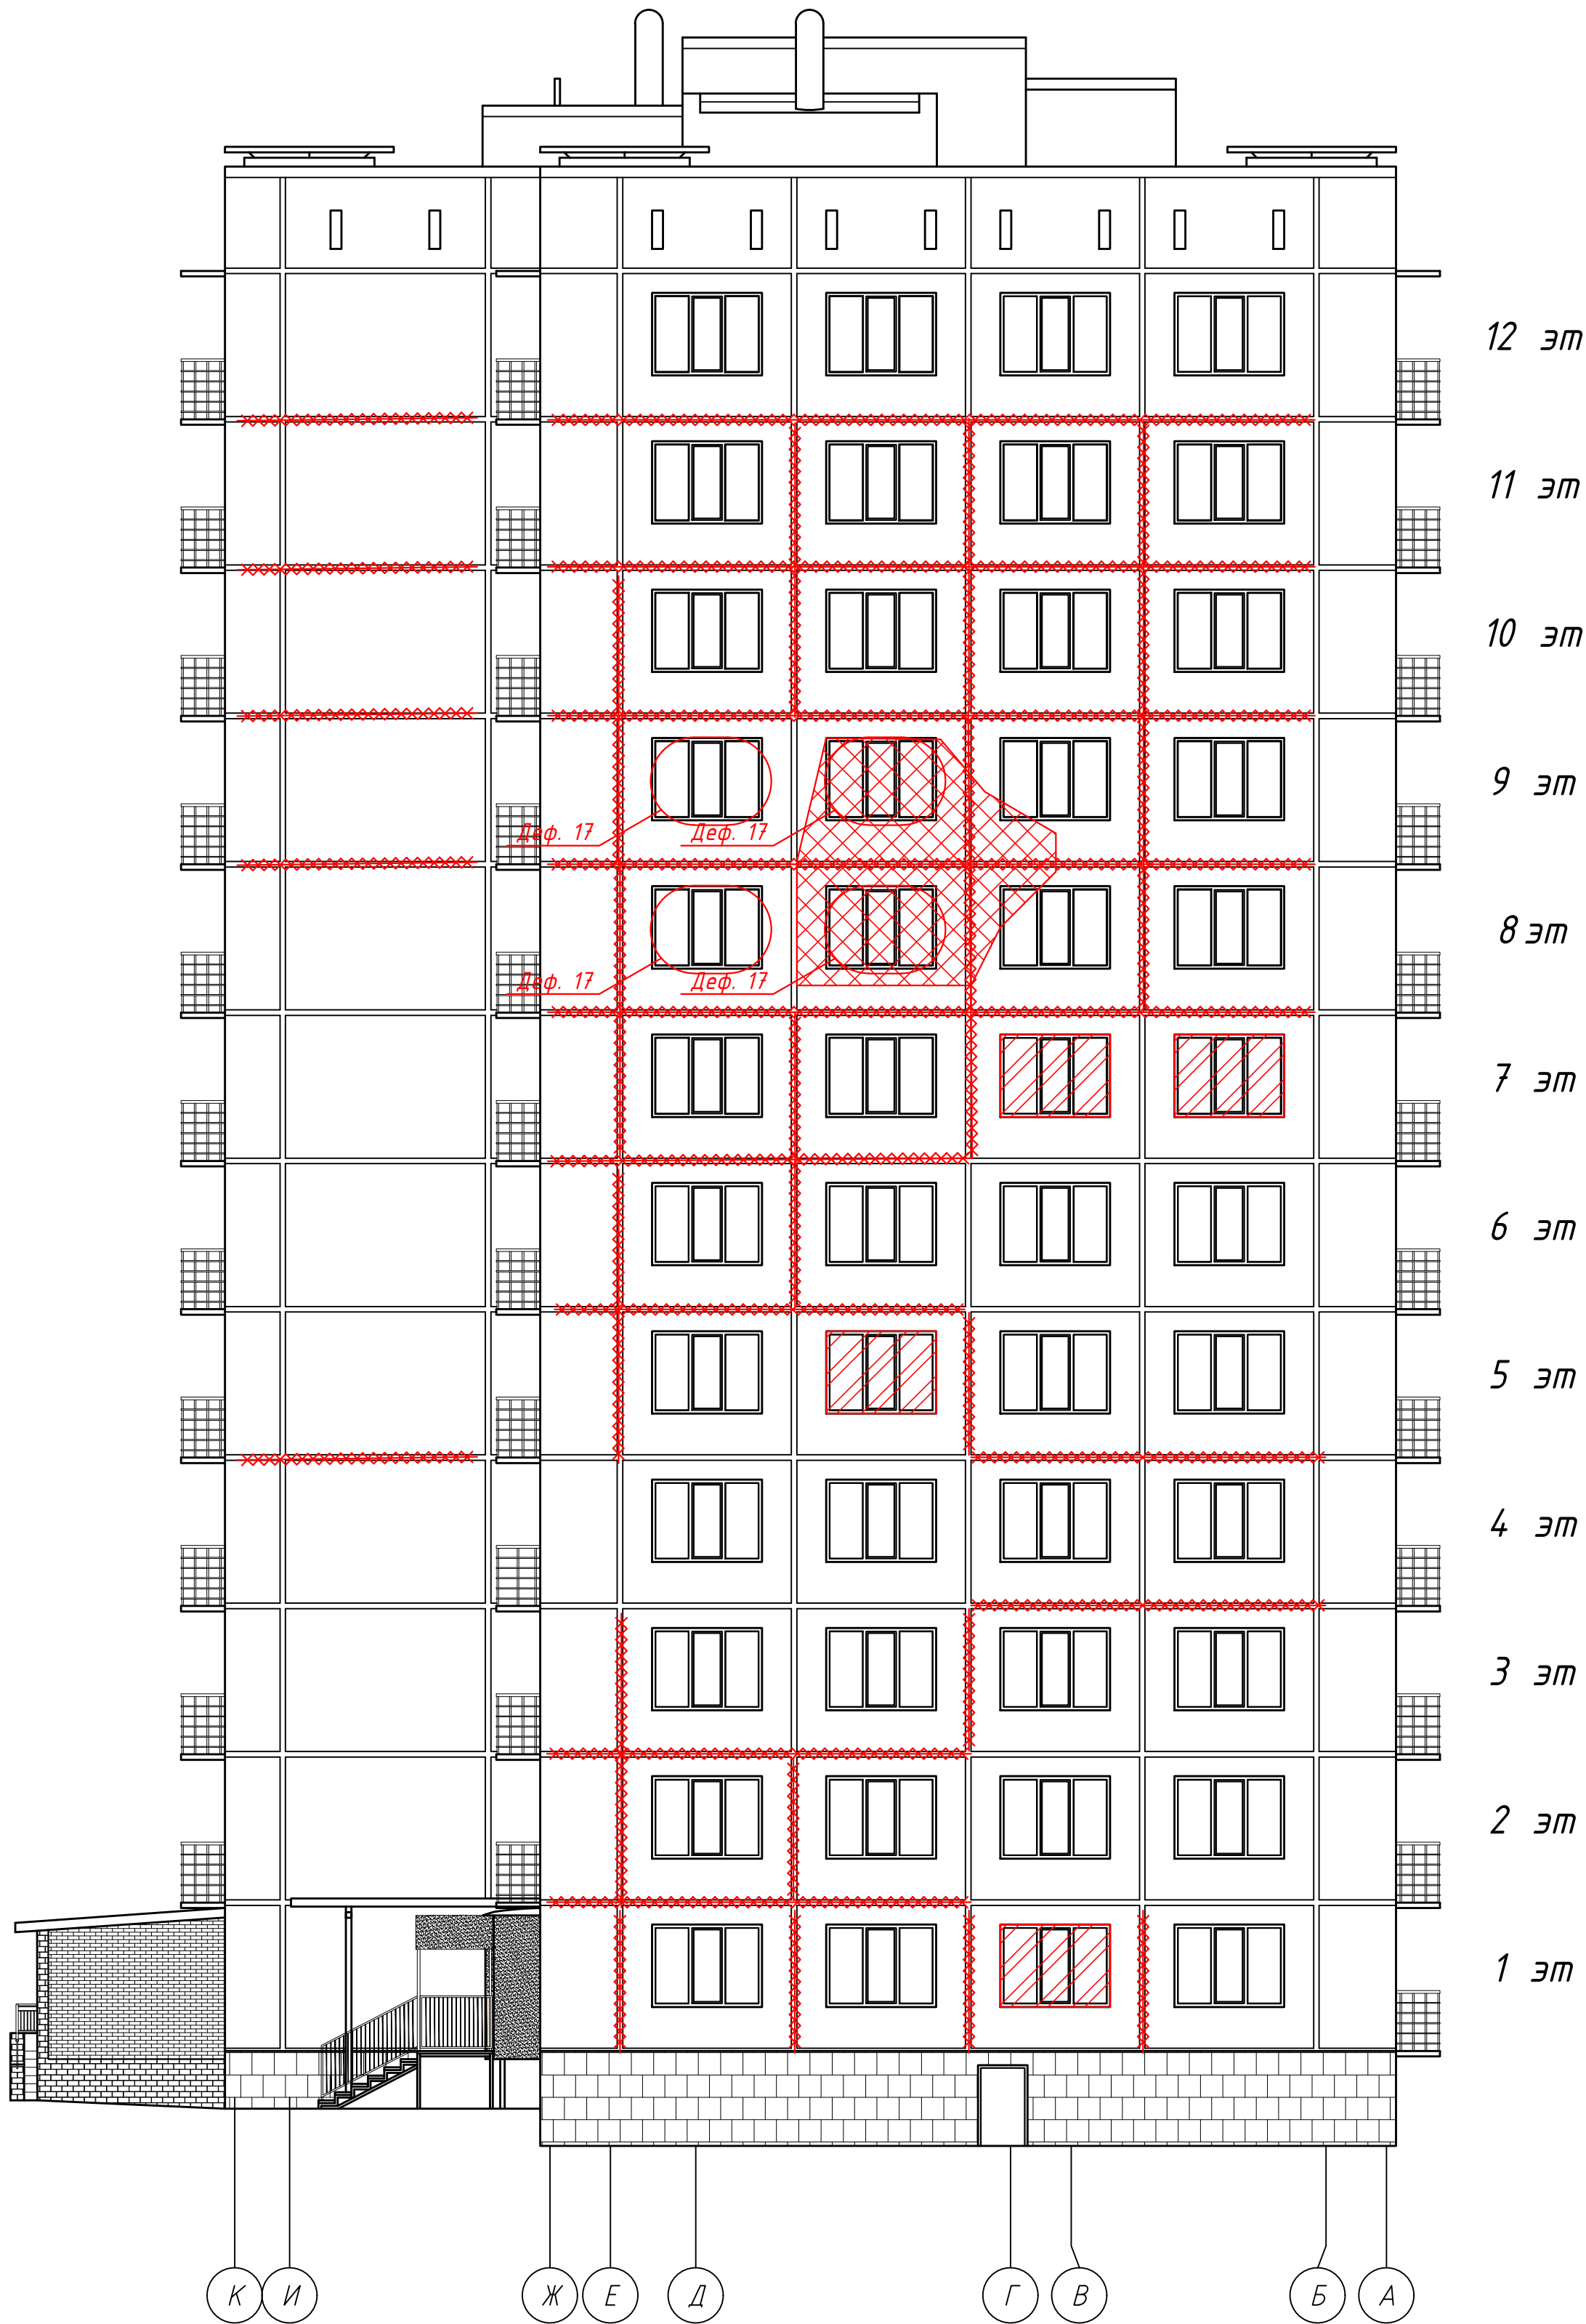 12 эт
11 эт
10 эт
9 эт
Деф. 17 Деф. 17
8 эт
Деф. 17 Деф. 17
7 эт
6 эт
5 эт
4 эт
3 эт
2 эт
1 эт
К И Ж Е Д Г В Б А